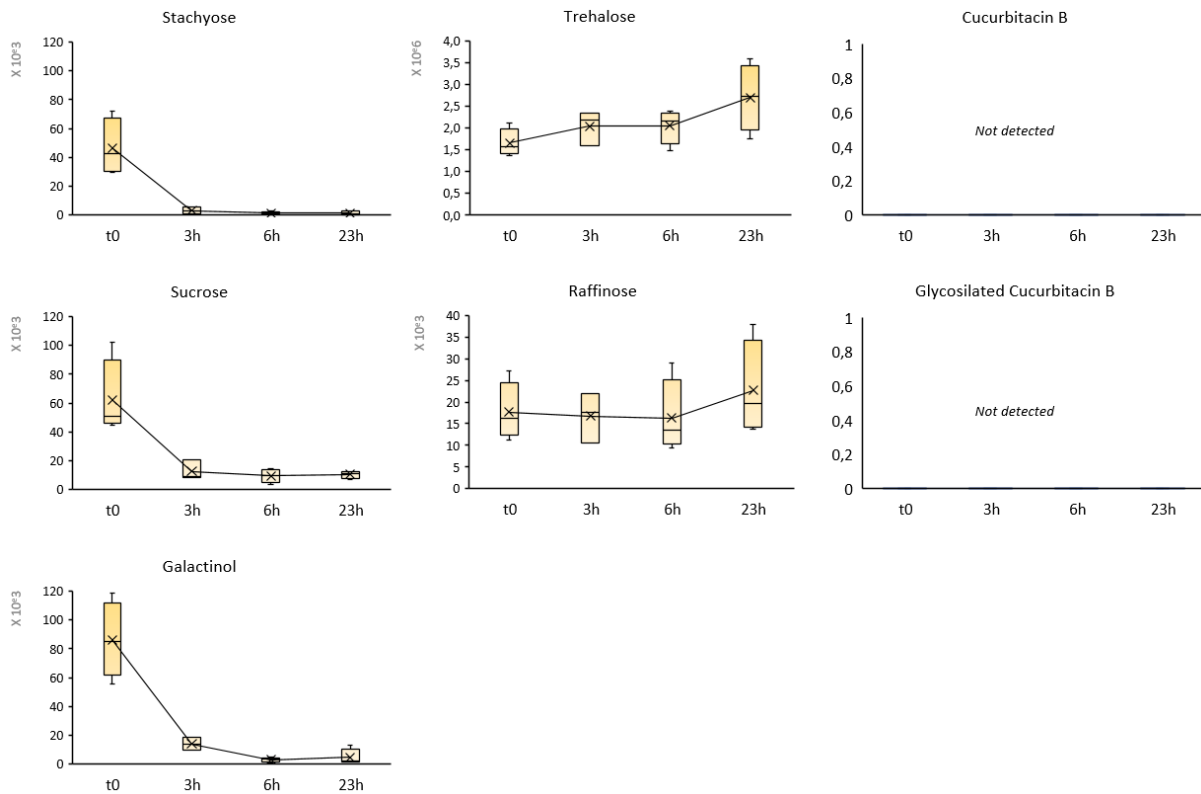 Stachyose
X 10e3
120
100
80
60
40
20
0
t0 3h 6h 23h
Trehalose
X 10e6
4,0
3,5
3,0
2,5
2,0
1,5
1,0
0,5
0,0
t0 3h 6h 23h
Cucurbitacin B
1
0,8
0,6
Not detected
0,4
0,2
0
t0 3h 6h 23h
Sucrose
X 10e3
120
100
80
60
40
20
0
t0 3h 6h 23h
Raffinose
X 10e3
40
35
30
25
20
15
10
5
0
t0 3h 6h 23h
Glycosilated Cucurbitacin B
1
0,8
0,6
Not detected
0,4
0,2
0
t0 3h 6h 23h
Galactinol
X 10e3
120
100
80
60
40
20
0
t0 3h 6h 23h